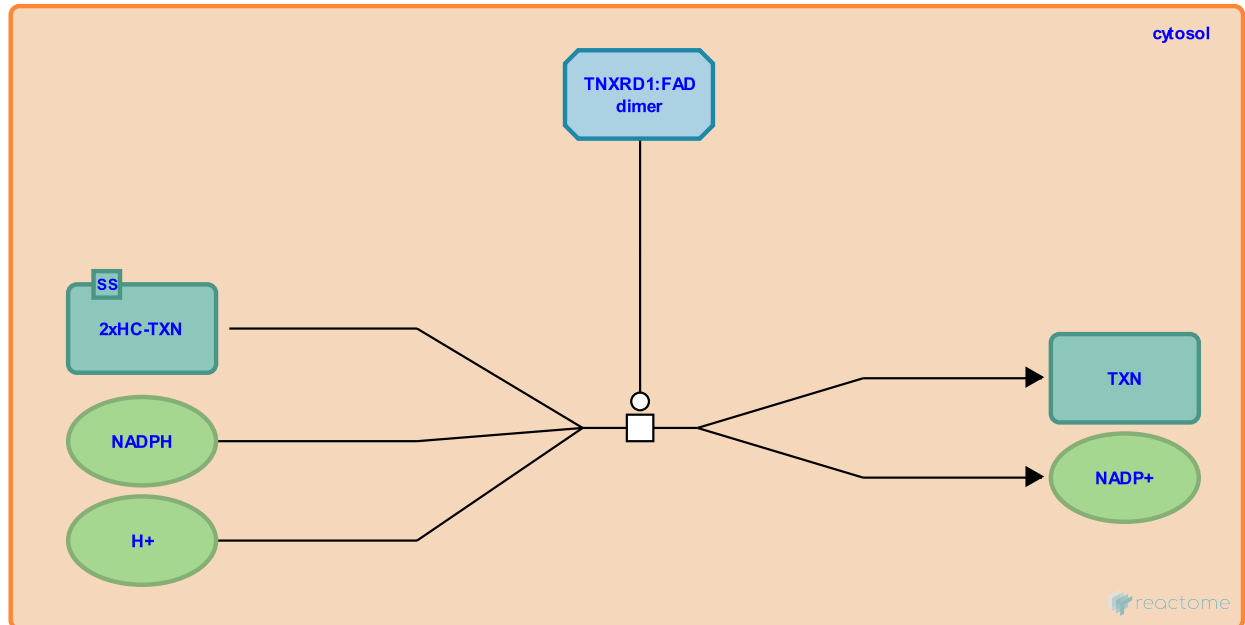 cytosol
TNXRD1:FAD
dimer
SS
2xHC-TXN
NADPH
H+
TXN
NADP+
reactome